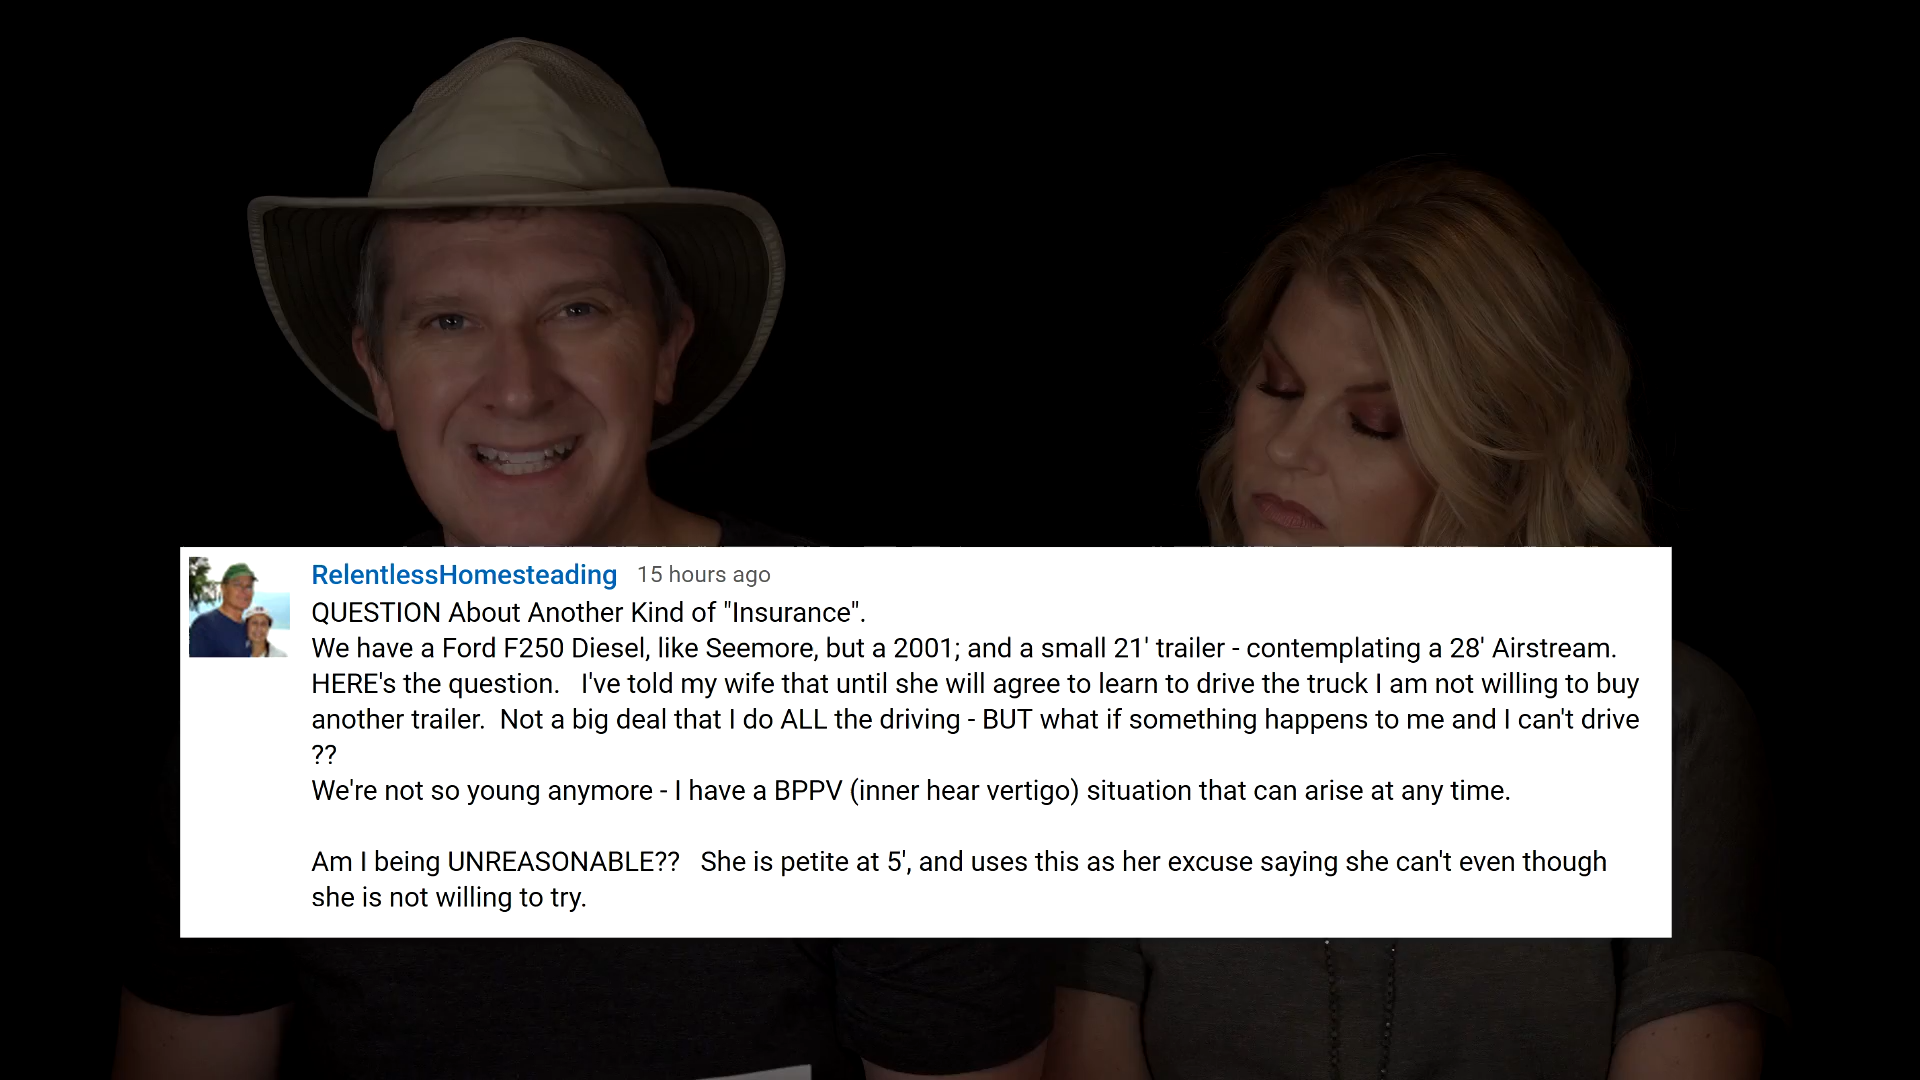 RelentlessHomesteading 15 hours ago
QUESTION About Another Kind of "Insurance".
We have a Ford F250 Diesel, like Seemore, but a 2001; and a small 21' trailer - contemplating a 28' Airstream.
HERE's the question.   I've told my wife that until she will agree to learn to drive the truck I am not willing to buy
another trailer.  Not a big deal that I do ALL the driving - BUT what if something happens to me and I can't drive
??
We're not so young anymore - I have a BPPV (inner hear vertigo) situation that can arise at any time.
Am I being UNREASONABLE??   She is petite at 5', and uses this as her excuse saying she can't even though
she is not willing to try.